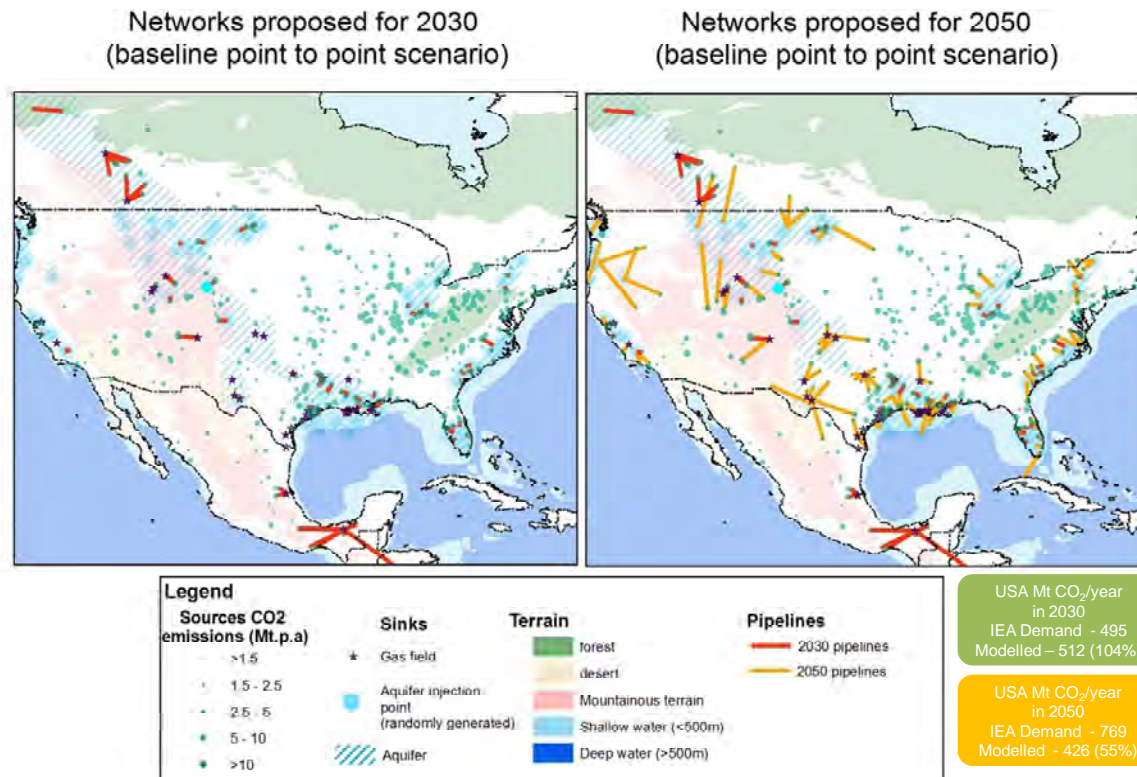 Networks proposed for 2030
(baseline point to point scenario)
Networks proposed for 2050
(baseline point to point scenario)
Legend
Sources CO2
emissions (Mt.p.a)
>1.5
1.5 - 2.5
2.5 - 5
5 - 10
>10
Sinks
Gas field
Aquifer injection
point
(randomly generated)
Aquifer
Terrain
forest
desert
Mountainous terrain
Shallow water (<500m)
Deep water (>500m)
Pipelines
2030 pipelines
2050 pipelines
USA Mt CO2/year
in 2030
IEA Demand - 495
Modelled – 512 (104%
USA Mt CO2/year
in 2050
IEA Demand - 769
Modelled - 426 (55%)